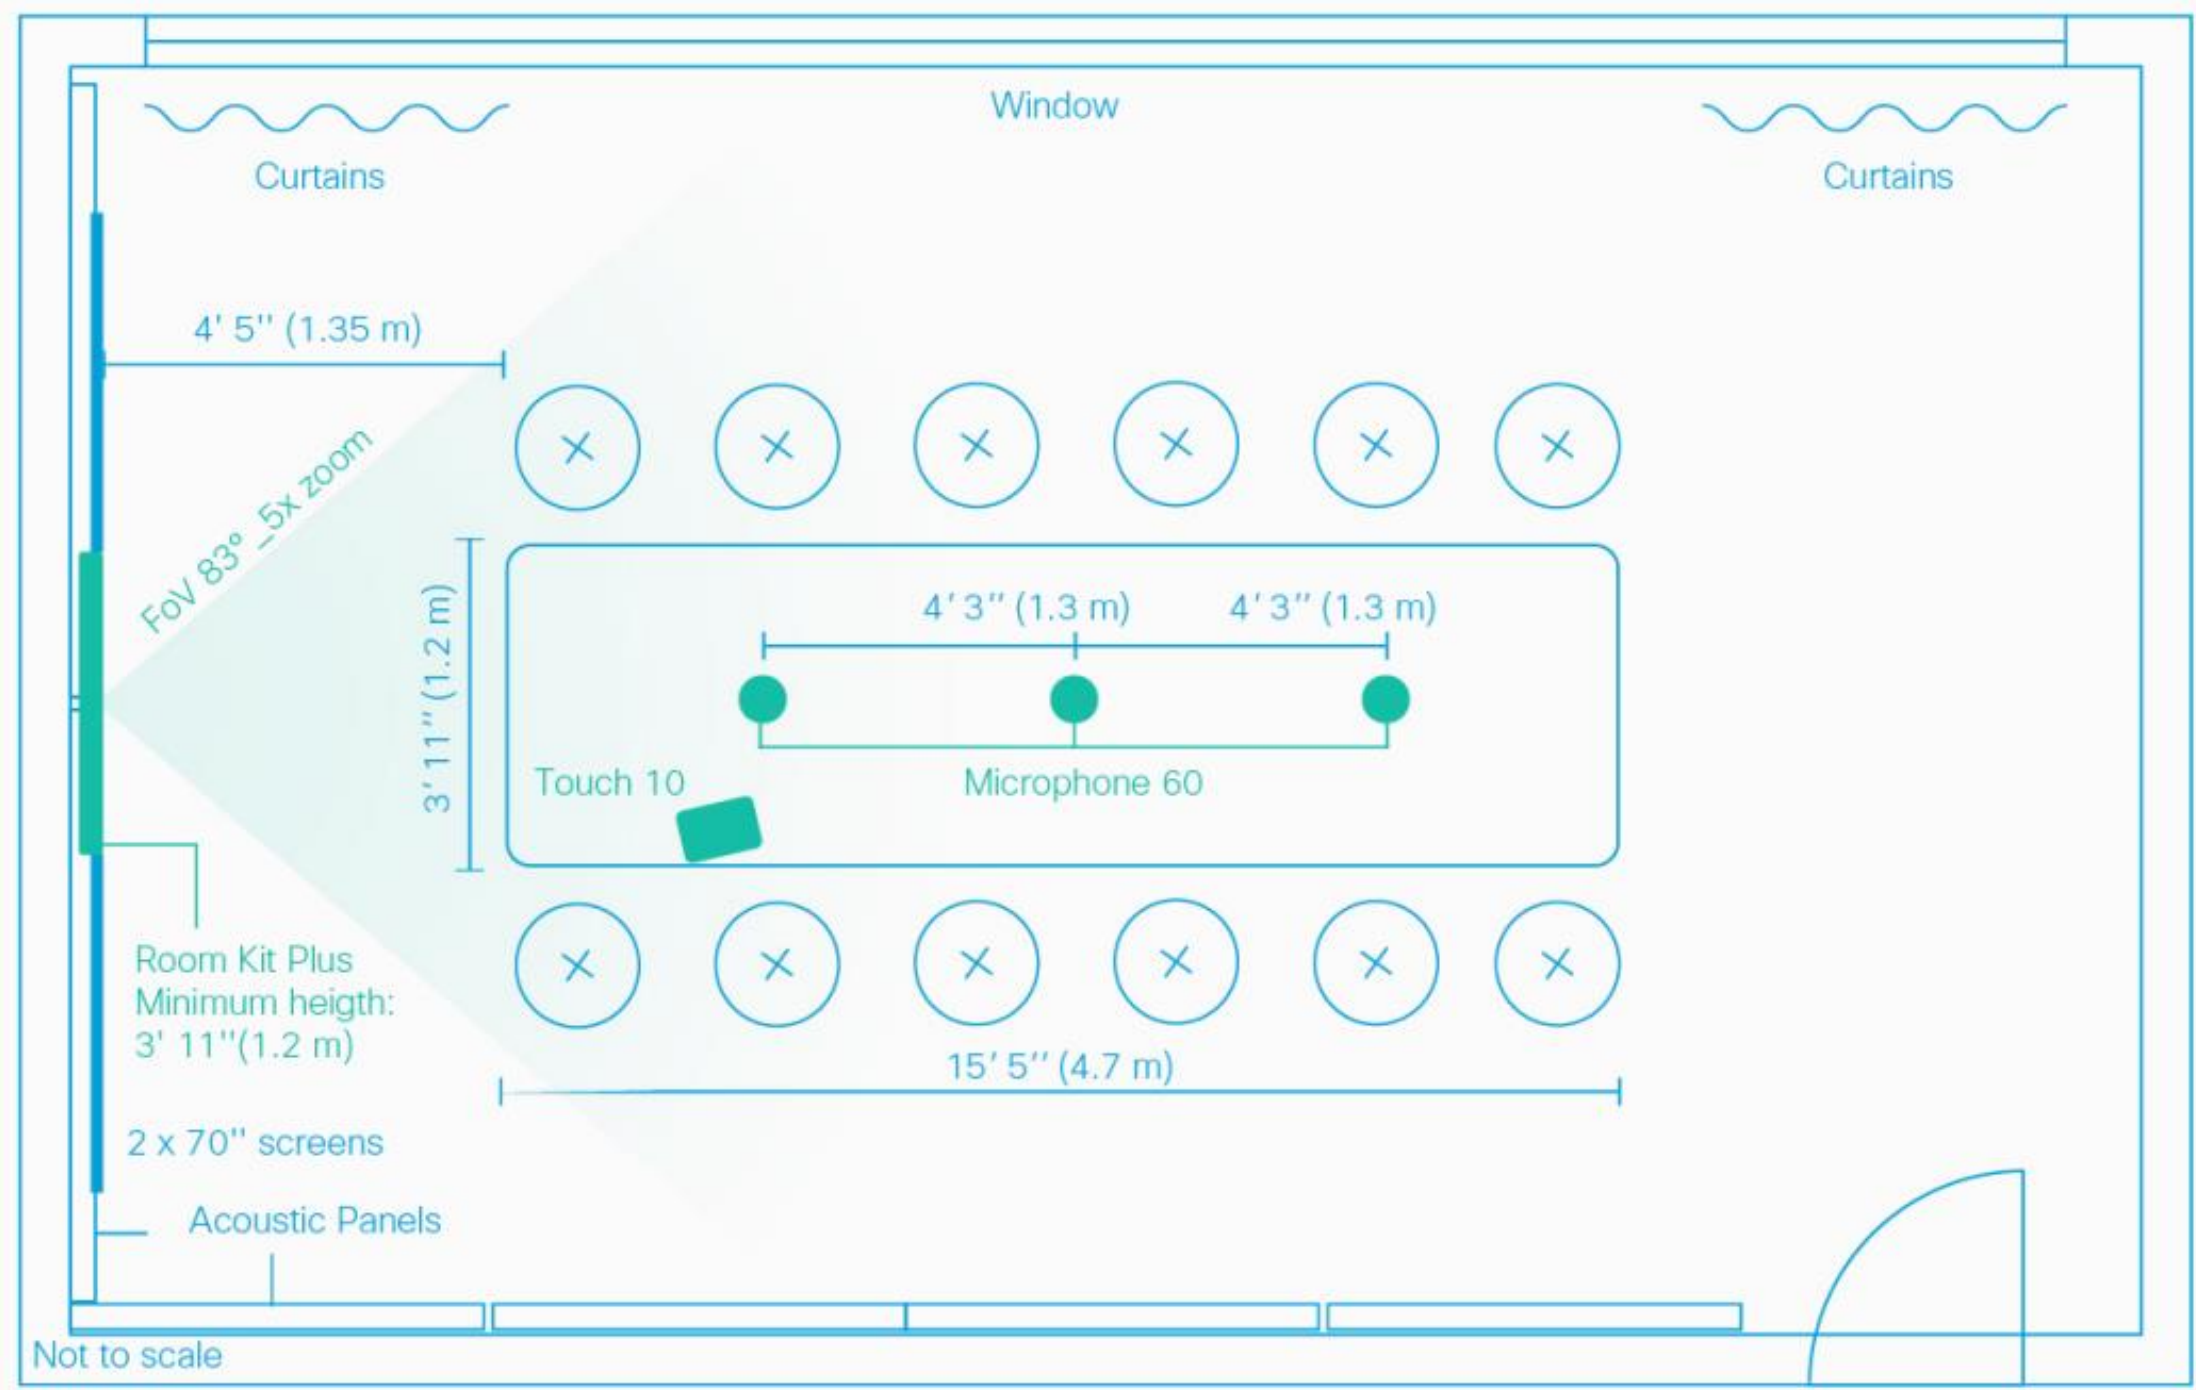 Window
Curtains
Curtains
4' 5'' (1.35 m)
FoV 83° _5x zoom
4' 3'' (1.3 m)
4' 3'' (1.3 m)
3' 11'' (1.2 m)
Touch 10
Microphone 60
Room Kit Plus
Minimum heigth:
3' 11''(1.2 m)
15' 5'' (4.7 m)
2 x 70'' screens
Acoustic Panels
Not to scale